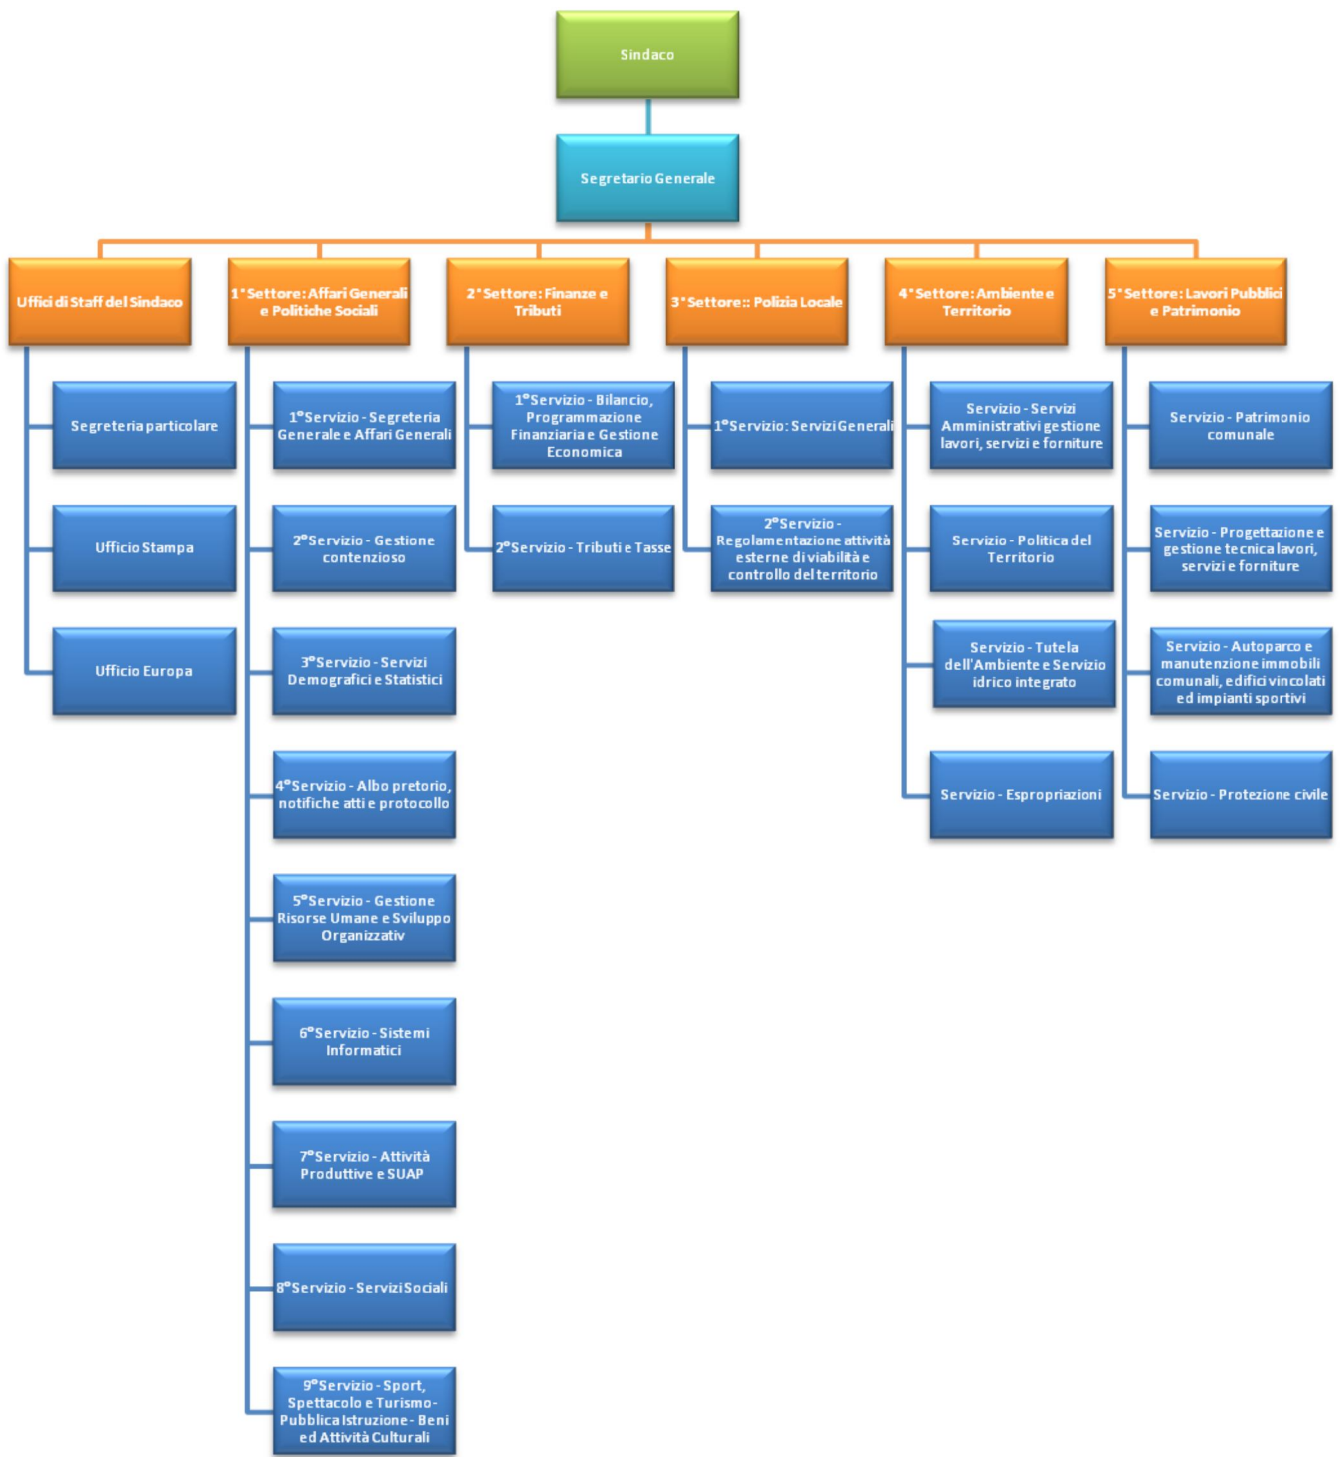 Sindaco
Segretario Generale
Uffici di Staff del Sindaco
1°Settore: Affari Generali
e Politiche Sociali
2°Settore: Finanze e
Tributi
3°Settore:: Polizia Locale
4°Settore: Ambiente e
Territorio
5°Settore: Lavori Pubblici
e Patrimonio
Segreteria particolare
Ufficio Stampa
Ufficio Europa
1°Servizio - Segreteria
Generale e Affari Generali
2°Servizio - Gestione
contenzioso
3°Servizio - Servizi
Demografici e Statistici
4°Servizio - Albo pretorio,
notifiche atti e protocollo
5°Servizio - Gestione
Risorse Umane e Sviluppo
Organizzativ
6°Servizio - Sistemi
Informatici
7°Servizio - Attività
Produttive e SUAP
8°Servizio - Servizi Sociali
9°Servizio - Sport,
Spettacolo e Turismo-
Pubblica Istruzione- Beni
ed Attività Culturali
1°Servizio - Bilancio,
Programmazione
Finanziaria e Gestione
Economica
2°Servizio - Tributi e Tasse
1°Servizio: Servizi Generali
2°Servizio -
Regolamentazione attività
esterne di viabilità e
controllo del territorio
Servizio - Servizi
Amministrativi gestione
lavori, servizi e forniture
Servizio - Politica del
Territorio
Servizio - Tutela
dell'Ambiente e Servizio
idrico integrato
Servizio - Espropriazioni
Servizio - Patrimonio
comunale
Servizio - Progettazione e
gestione tecnica lavori,
servizi e forniture
Servizio - Autoparco e
manutenzione immobili
comunali, edifici vincolati
ed impianti sportivi
Servizio - Protezione civile